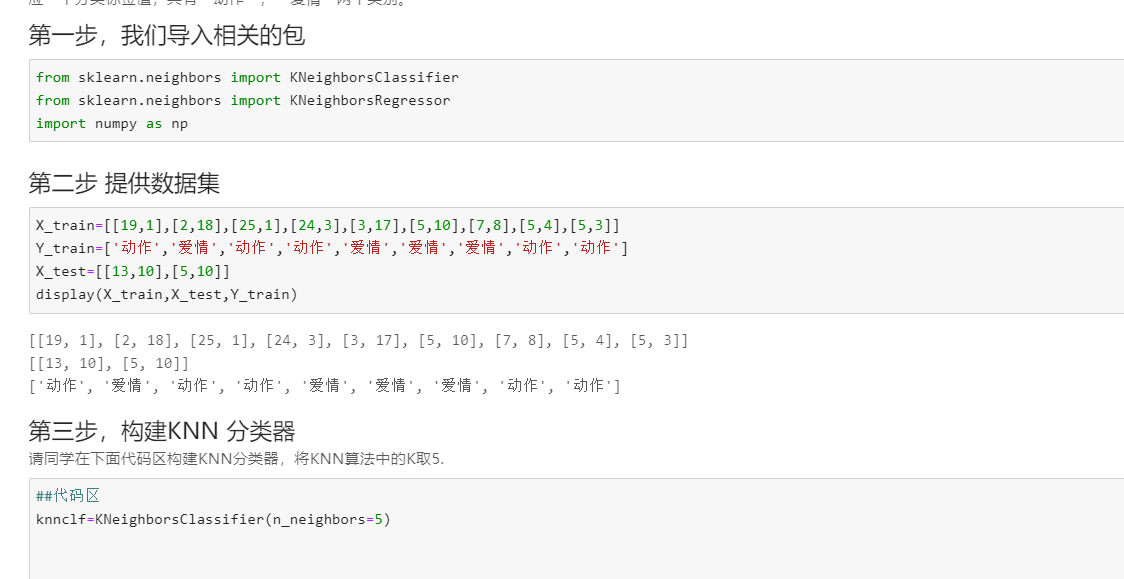 第一步，我们导入相关的包
from sklearn.neighbors import KNeighborsClassifier
from sklearn.neighbors import KNeighborsRegressor
import numpy as np
第二步 提供数据集
X_train=[[19,1],[2,18],[25,1],[24,3],[3,17],[5,10],[7,8],[5,4],[5,3]]
Y_train=['动作','爱情','动作','动作','爱情','爱情','爱情','动作','动作']
X_test=[[13,10],[5,10]]
display(X_train,X_test,Y_train)
[[19, 1], [2, 18], [25, 1], [24, 3], [3, 17], [5, 10], [7, 8], [5, 4], [5, 3]]
[[13, 10], [5, 10]]
['动作', '爱情', '动作', '动作', '爱情', '爱情', '爱情', '动作', '动作']
第三步，构建KNN 分类器
请同学在下面代码区构建KNN分类器，将KNN算法中的K取5.
##代码区
knnclf=KNeighborsClassifier(n_neighbors=5)